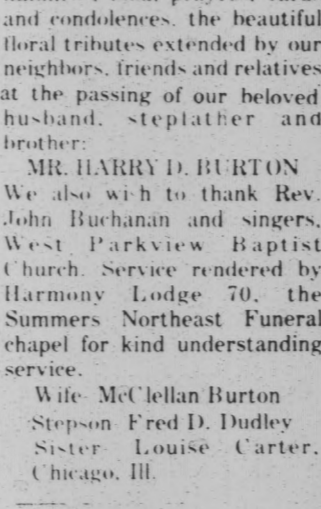 and condolences, the beautiful
floral tributes extended by our
neighbors, friends and relatives
at the passing of our beloved
husband, stepfather and
brother:
MR. HARRY D. BURTON
We also wish to thank Rev.
John Buchanan and singers,
West Parkview Baptist
Church. Service rendered by
Harmony Lodge 70, the
Summers Northeast Funeral
chapel for kind understanding
service.
Wife- McClellan Burton
Stepson- Fred D. Dudley
Sister- Louise Carter,
Chicago, Ill.